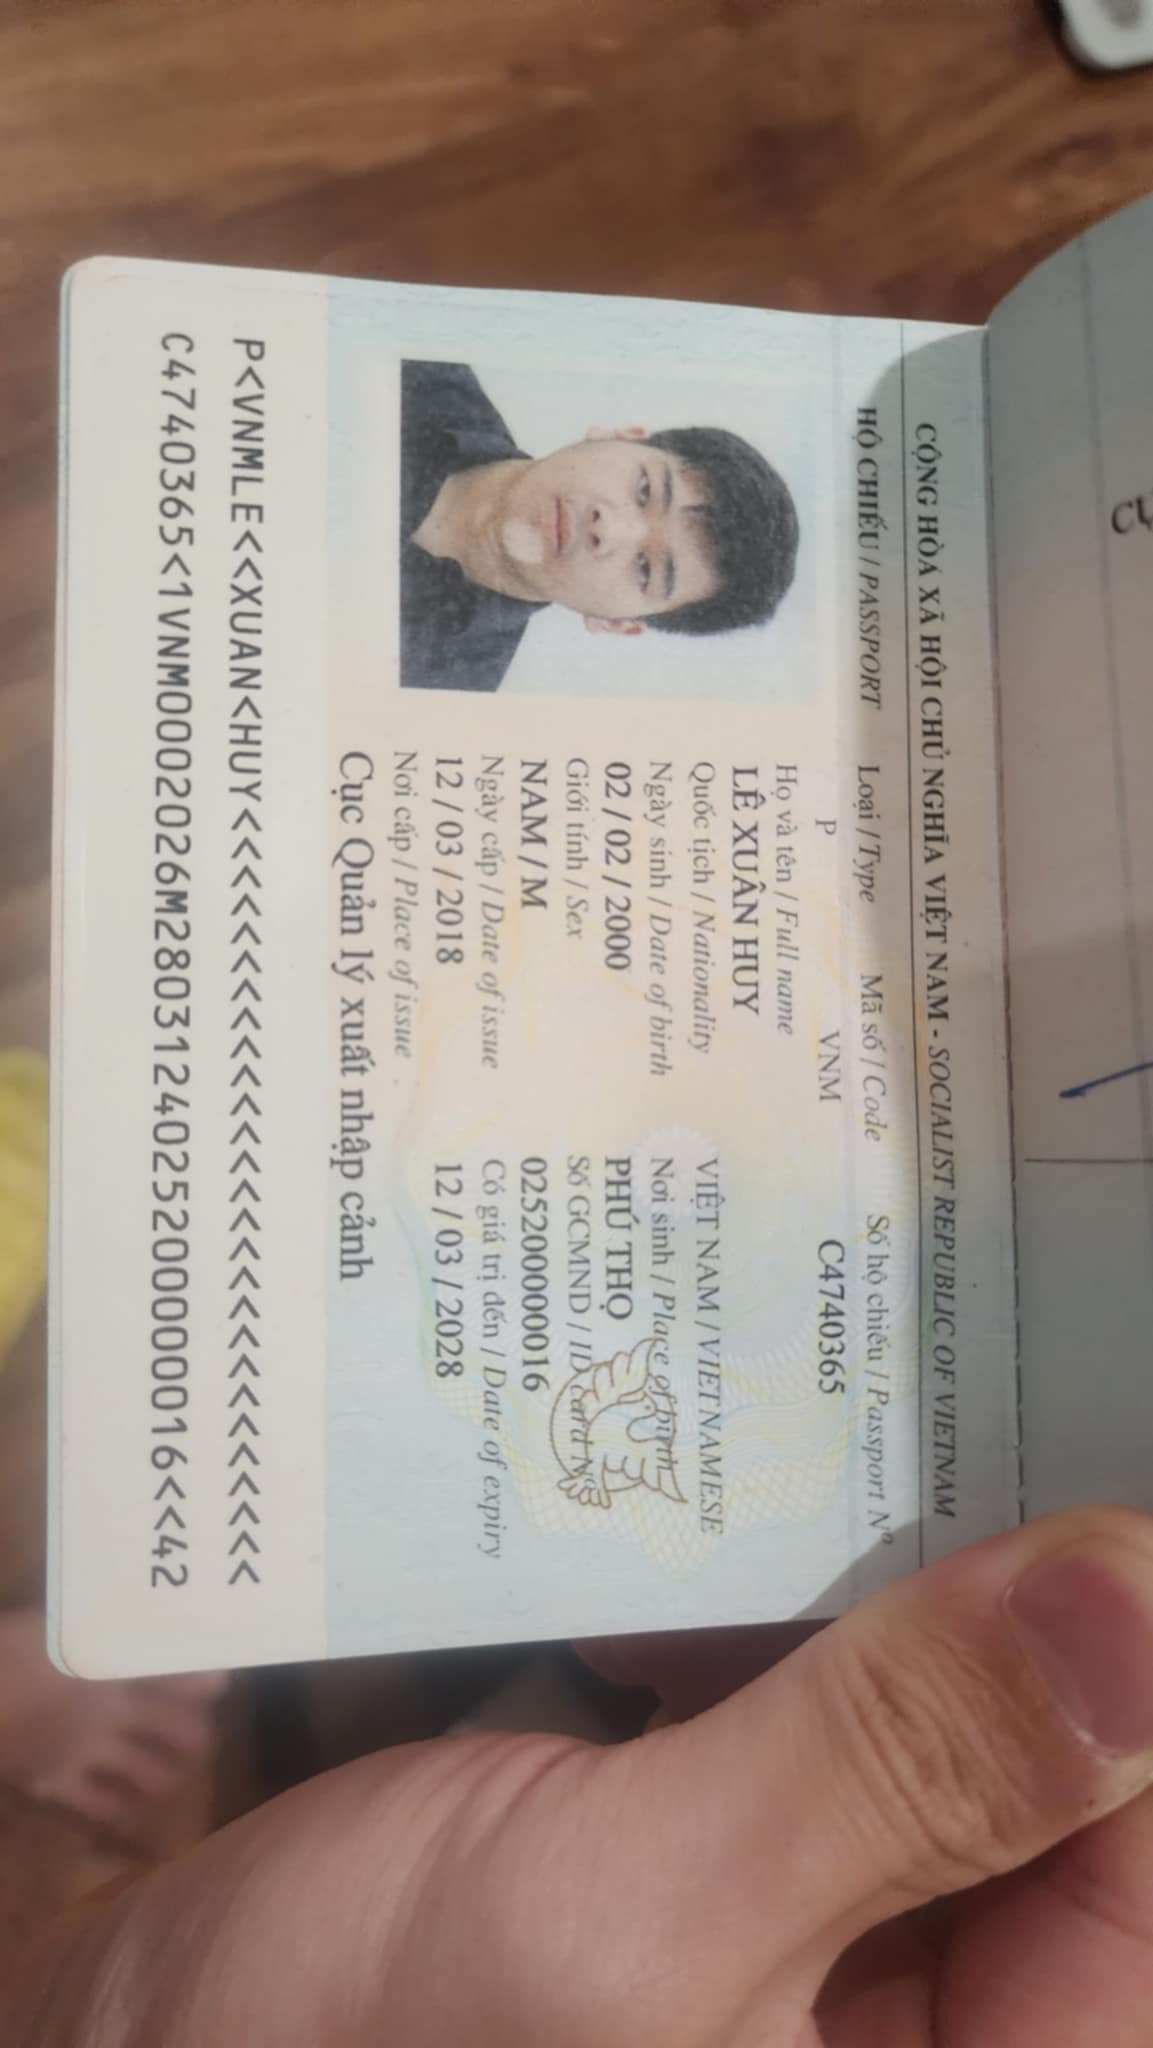 CỘNG HÒA XÃ HỘI CHỦ NGHĨA VIỆT NAM - SOCIALIST REPUBLIC OF VIETNAM
HỘ CHIẾU / PASSPORT Loại / Type Mã số / Code Số hộ chiếu / Passport Nº
P VNM C4740365
Họ và tên / Full name
LÊ XUÂN HUY
Quốc tịch / Nationality VIỆT NAM / VIETNAMESE
Ngày sinh / Date of birth Nơi sinh / Place of birth
02 / 02 / 2000 PHÚ THỌ
Giới tính / Sex Số GCMND / ID card Nº
NAM / M 025200000016
Ngày cấp / Date of issue Có giá trị đến / Date of expiry
12 / 03 / 2018 12 / 03 / 2028
Nơi cấp / Place of issue
Cục Quản lý xuất nhập cảnh
P<VNMLE<<XUAN<HUY<<<<<<<<<<<<<<<<<<<<<<<<<<<
C4740365<1VNM0002026M2803124025200000016<<42